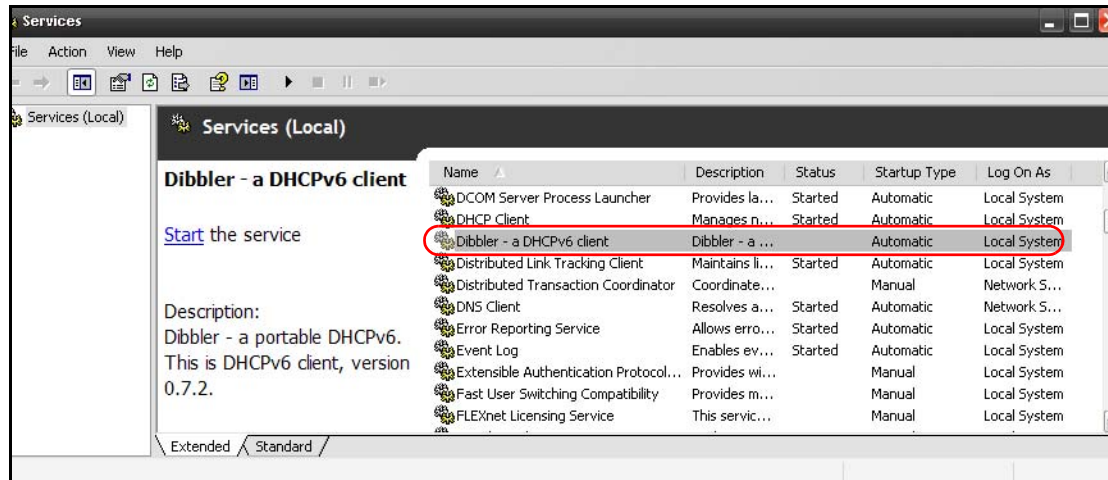 Services
File Action View Help
Services (Local)
Services (Local)
Dibbler - a DHCPv6 client
Start the service
Description:
Dibbler - a portable DHCPv6.
This is DHCPv6 client, version
0.7.2.
Name Description Status Startup Type Log On As
DCOM Server Process Launcher Provides la... Started Automatic Local System
DHCP Client Manages n... Started Automatic Local System
Dibbler - a DHCPv6 client Dibbler - a ... Automatic Local System
Distributed Link Tracking Client Maintains li... Started Automatic Local System
Distributed Transaction Coordinator Coordinate... Manual Network S...
DNS Client Resolves a... Started Automatic Network S...
Error Reporting Service Allows erro... Started Automatic Local System
Event Log Enables ev... Started Automatic Local System
Extensible Authentication Protocol... Provides wi... Manual Local System
Fast User Switching Compatibility Provides m... Manual Local System
FLEXnet Licensing Service This servic... Manual Local System
Extended Standard